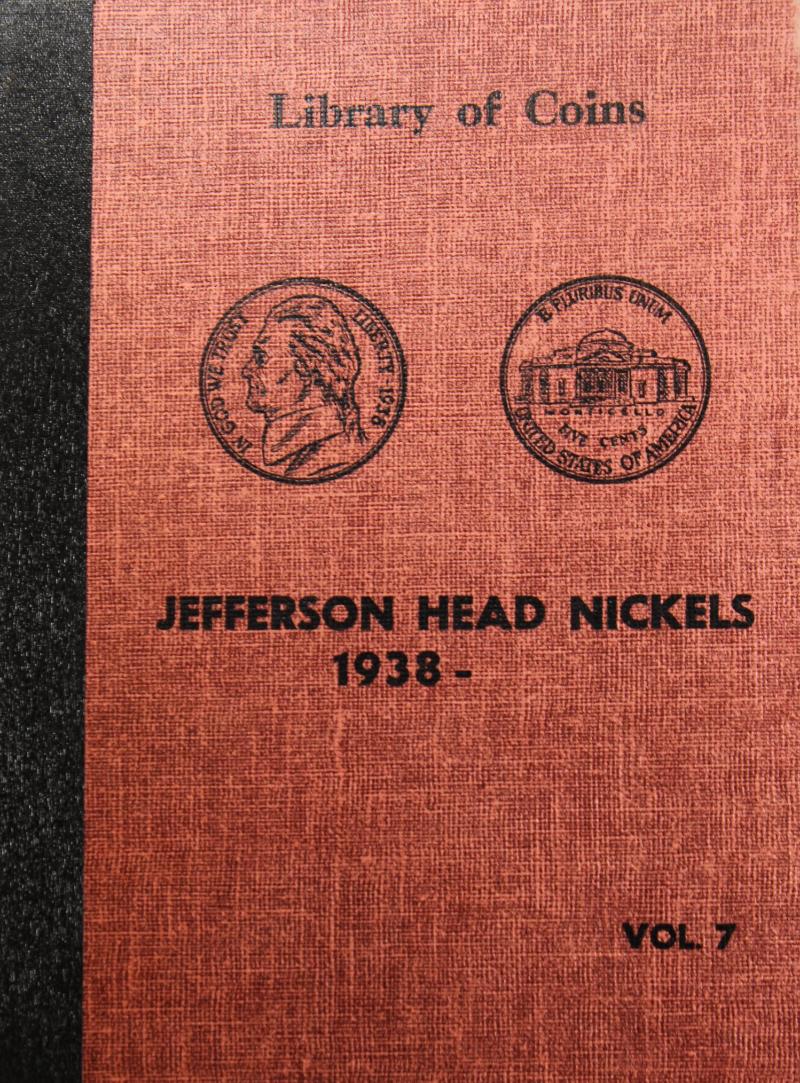 Library of Coins
IN GOD WE TRUST
LIBERTY 1938
E PLURIBUS UNUM
MONTICELLO
FIVE CENTS
UNITED STATES OF AMERICA
JEFFERSON HEAD NICKELS
1938-
VOL. 7